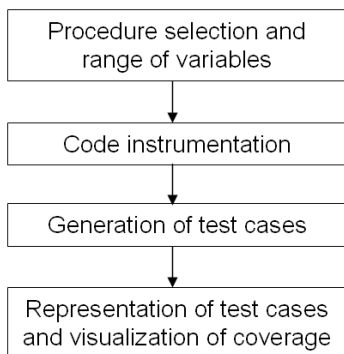 Procedure selection and
range of variables
Code instrumentation
Generation of test cases
Representation of test cases
and visualization of coverage